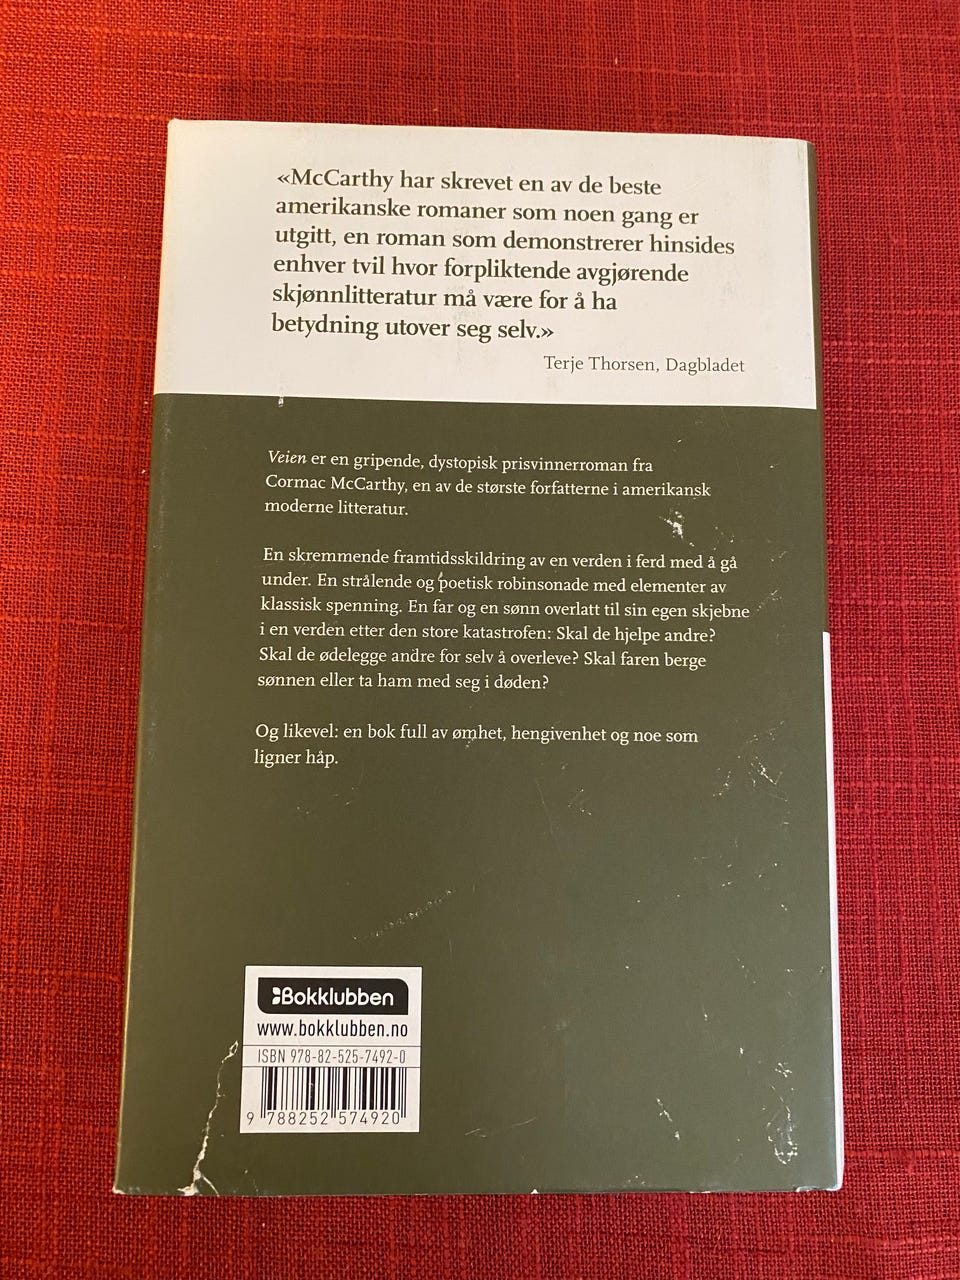 «McCarthy har skrevet en av de beste
amerikanske romaner som noen gang er
utgitt, en roman som demonstrerer hinsides
enhver tvil hvor forpliktende avgjørende
skjønnlitteratur må være for å ha
betydning utover seg selv.»
Terje Thorsen, Dagbladet
Veien er en gripende, dystopisk prisvinnerroman fra
Cormac McCarthy, en av de største forfatterne i amerikansk
moderne litteratur.
En skremmende framtidsskildring av en verden i ferd med å gå
under. En strålende og poetisk robinsonade med elementer av
klassisk spenning. En far og en sønn overlatt til sin egen skjebne
i en verden etter den store katastrofen: Skal de hjelpe andre?
Skal de ødelegge andre for selv å overleve? Skal faren berge
sønnen eller ta ham med seg i døden?
Og likevel: en bok full av ømhet, hengivenhet og noe som
ligner håp.
Bokklubben
www.bokklubben.no
ISBN 978-82-525-7492-0
9 788252 574920